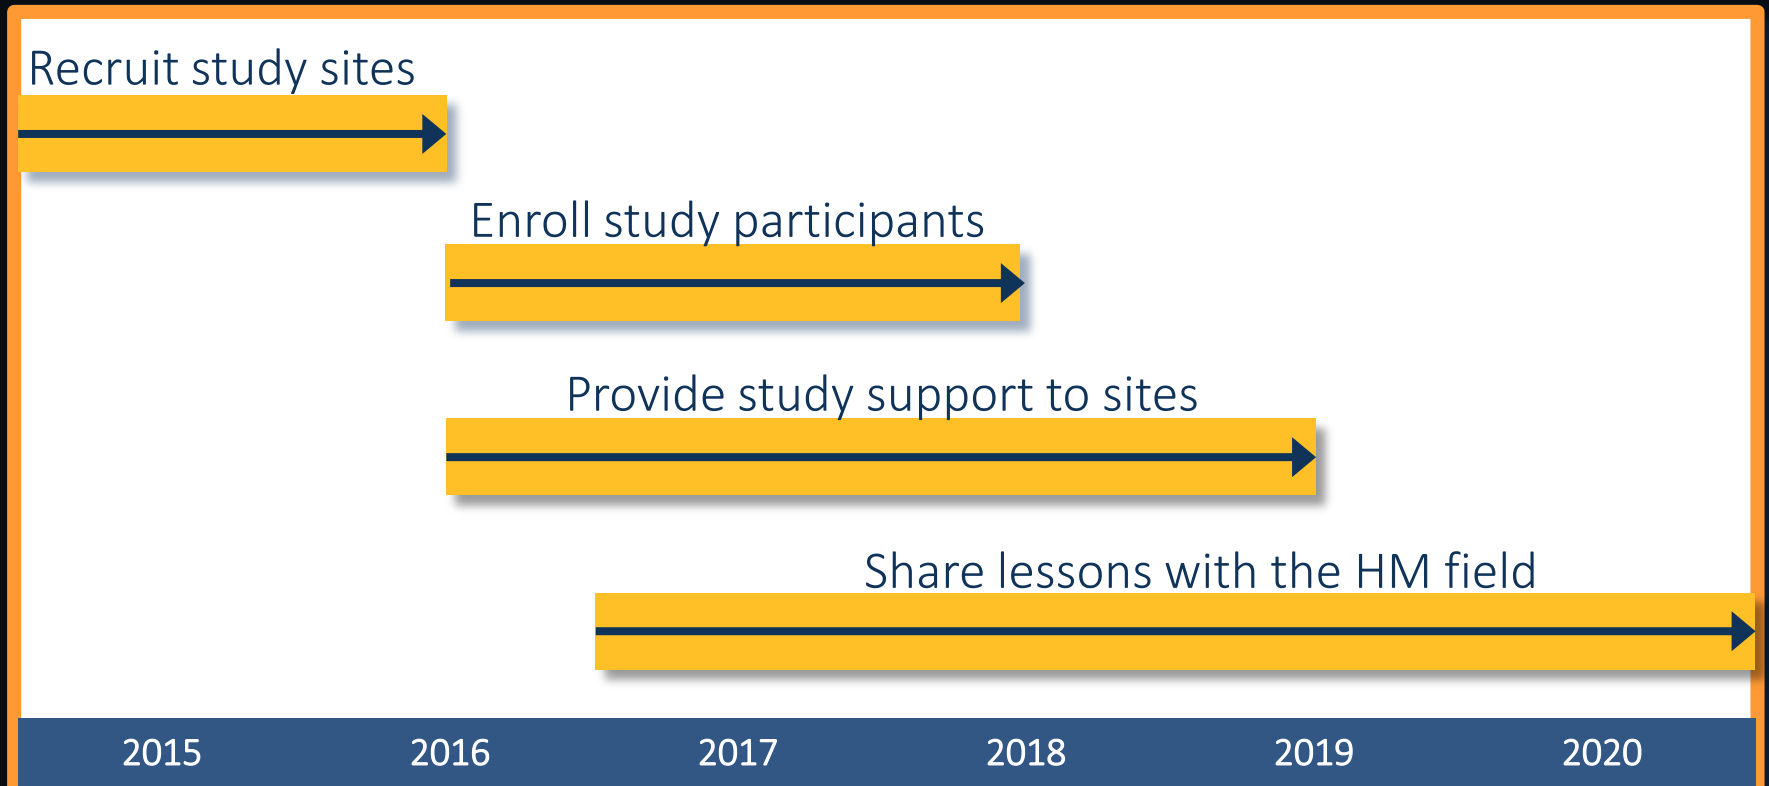 Recruit study sites
Enroll study participants
Provide study support to sites
Share lessons with the HM field
2015 2016 2017 2018 2019 2020